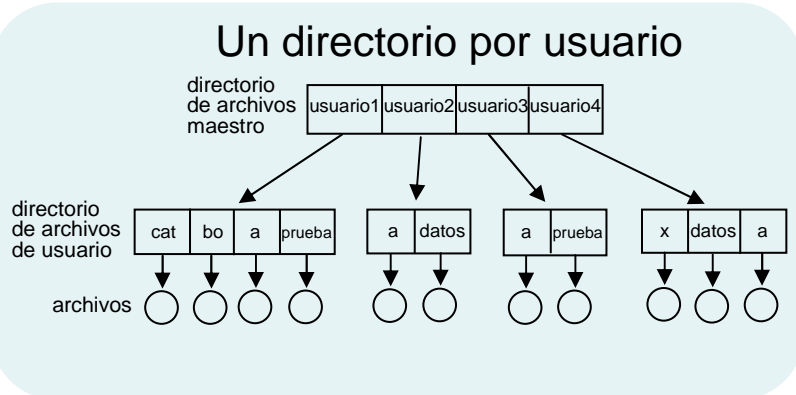 Un directorio por usuario
directorio
de archivos
maestro
usuario1 usuario2 usuario3 usuario4
directorio
de archivos
de usuario
cat bo a prueba a datos a prueba x datos a
archivos